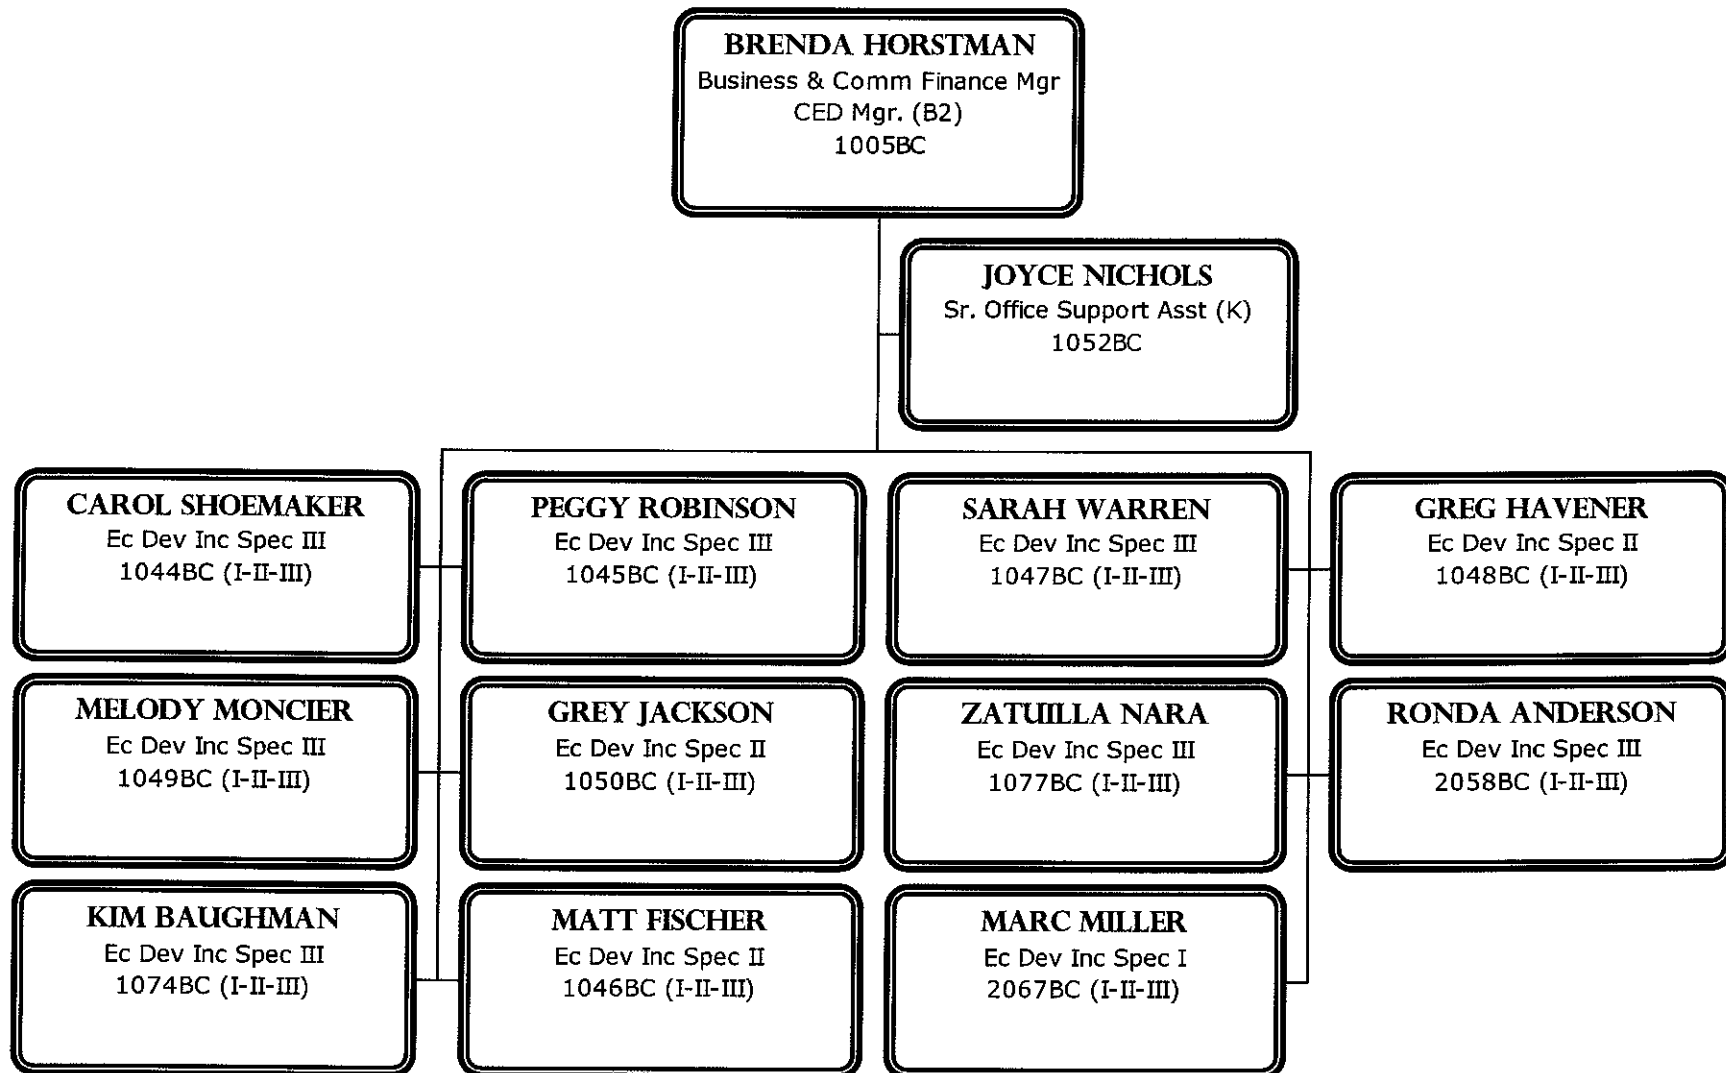 BRENDA HORSTMAN
Business & Comm Finance Mgr
CED Mgr. (B2)
1005BC
JOYCE NICHOLS
Sr. Office Support Asst (K)
1052BC
CAROL SHOEMAKER
Ec Dev Inc Spec III
1044BC (I-II-III)
PEGGY ROBINSON
Ec Dev Inc Spec III
1045BC (I-II-III)
SARAH WARREN
Ec Dev Inc Spec III
1047BC (I-II-III)
GREG HAVENER
Ec Dev Inc Spec II
1048BC (I-II-III)
MELODY MONCIER
Ec Dev Inc Spec III
1049BC (I-II-III)
GREY JACKSON
Ec Dev Inc Spec II
1050BC (I-II-III)
ZATUILLA NARA
Ec Dev Inc Spec III
1077BC (I-II-III)
RONDA ANDERSON
Ec Dev Inc Spec III
2058BC (I-II-III)
KIM BAUGHMAN
Ec Dev Inc Spec III
1074BC (I-II-III)
MATT FISCHER
Ec Dev Inc Spec II
1046BC (I-II-III)
MARC MILLER
Ec Dev Inc Spec I
2067BC (I-II-III)